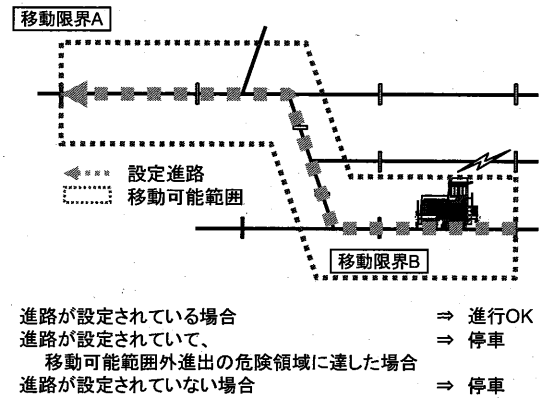 移動限界A
設定進路
移動可能範囲
移動限界B
進路が設定されている場合 ⇒ 進行OK
進路が設定されていて、 ⇒ 停車
移動可能範囲外進出の危険領域に達した場合
進路が設定されていない場合 ⇒ 停車